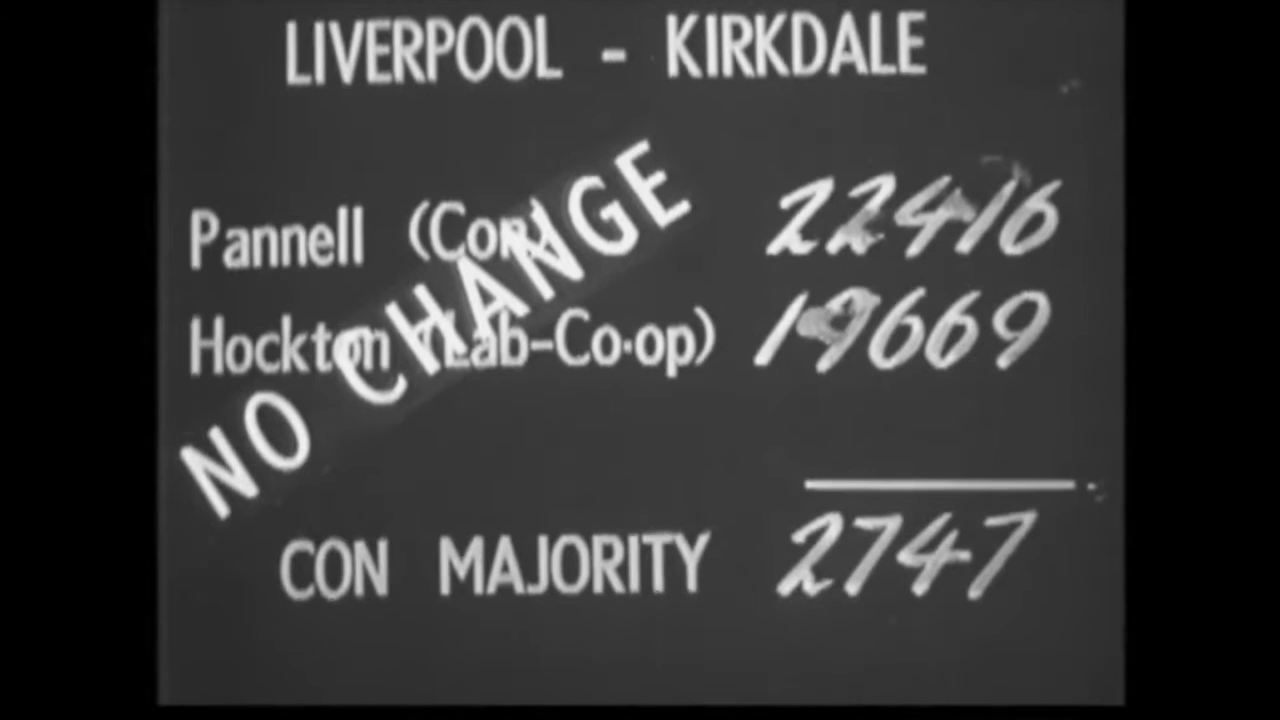 LIVERPOOL - KIRKDALE
Pannell (Con) 22416
Hockton (Lab-Co·op) 19669
NO CHANGE
CON MAJORITY 2747